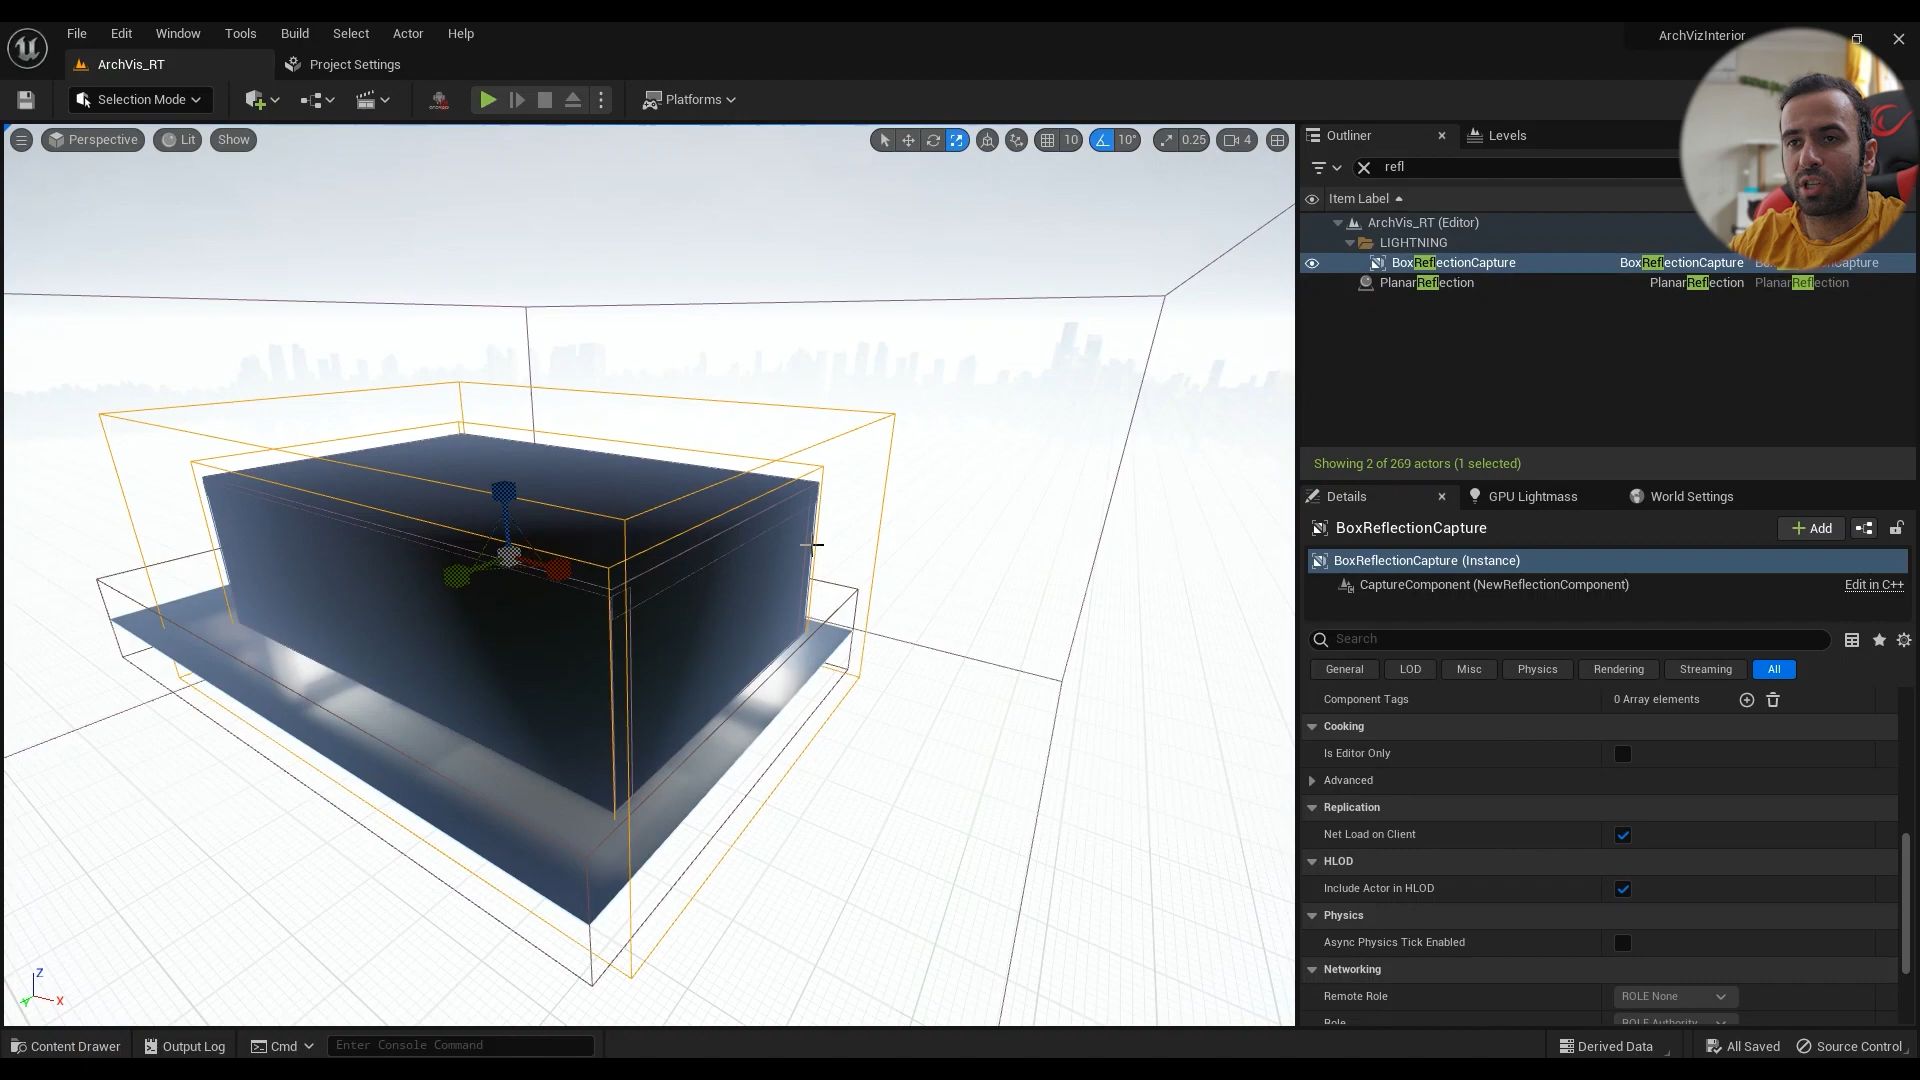 File Edit Window Tools Build Select Actor Help
ArchVizInterior
ArchVis_RT
Project Settings
Selection Mode
Platforms
Perspective
Lit
Show
10
10°
0.25
4
Outliner
Levels
refl
Item Label
ArchVis_RT (Editor)
LIGHTNING
BoxReflectionCapture BoxReflectionCapture
PlanarReflection PlanarReflection PlanarReflection
Showing 2 of 269 actors (1 selected)
Details
GPU Lightmass
World Settings
BoxReflectionCapture
Add
BoxReflectionCapture (Instance)
CaptureComponent (NewReflectionComponent) Edit in C++
Search
General LOD Misc Physics Rendering Streaming All
Component Tags 0 Array elements
Cooking
Is Editor Only
Advanced
Replication
Net Load on Client
HLOD
Include Actor in HLOD
Physics
Async Physics Tick Enabled
Networking
Remote Role ROLE None
Role ROLE Authority
Z
Y
X
Content Drawer
Output Log
Cmd
Enter Console Command
Derived Data
All Saved
Source Control